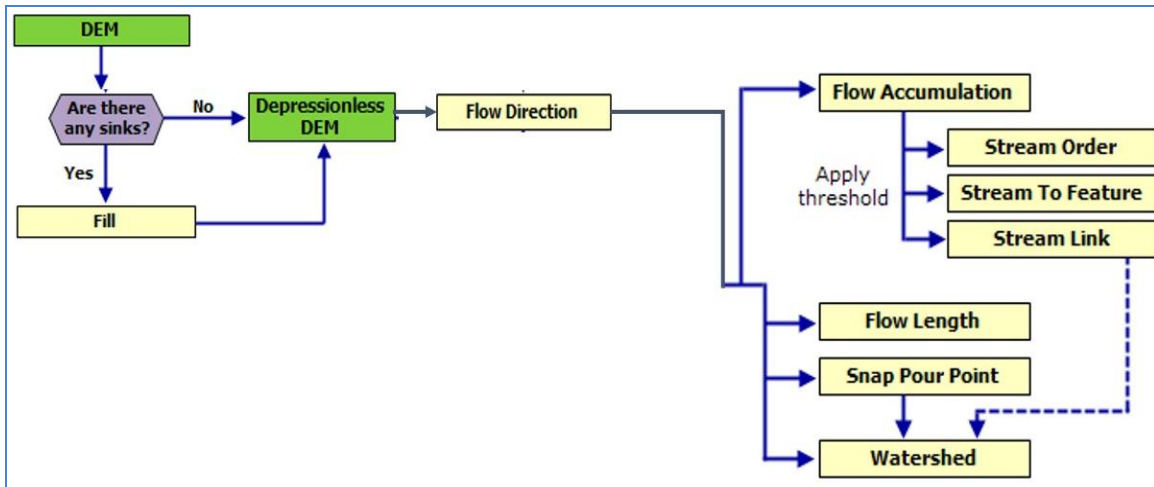 DEM
Are there
any sinks?
No
Yes
Fill
Depressionless
DEM
Flow Direction
Flow Accumulation
Apply
threshold
Stream Order
Stream To Feature
Stream Link
Flow Length
Snap Pour Point
Watershed